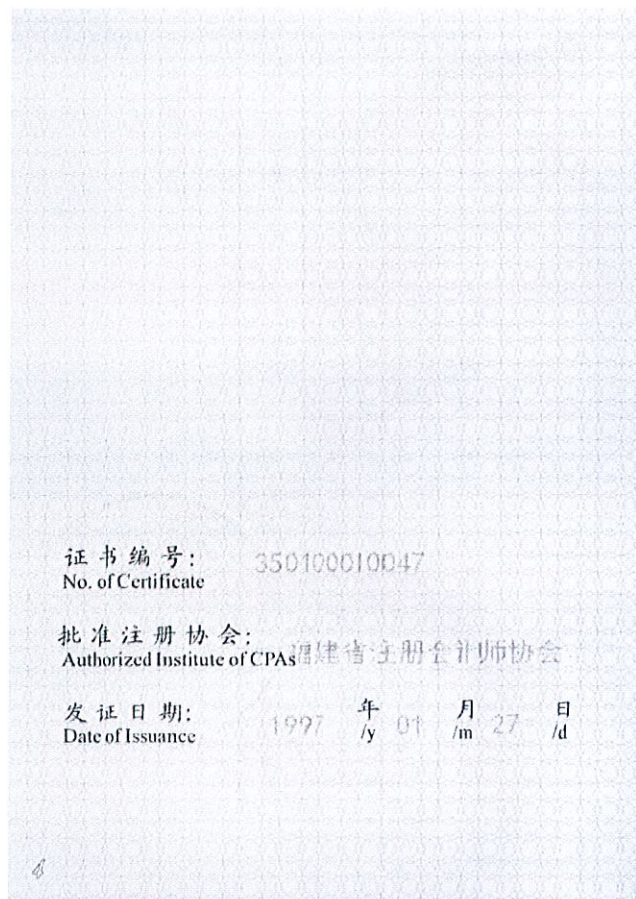 证书编号: 350100010047
No. of Certificate
批准注册协会: 福建省注册会计师协会
Authorized Institute of CPAs
发证日期: 1997 年 01 月 27 日
Date of Issuance /y /m /d